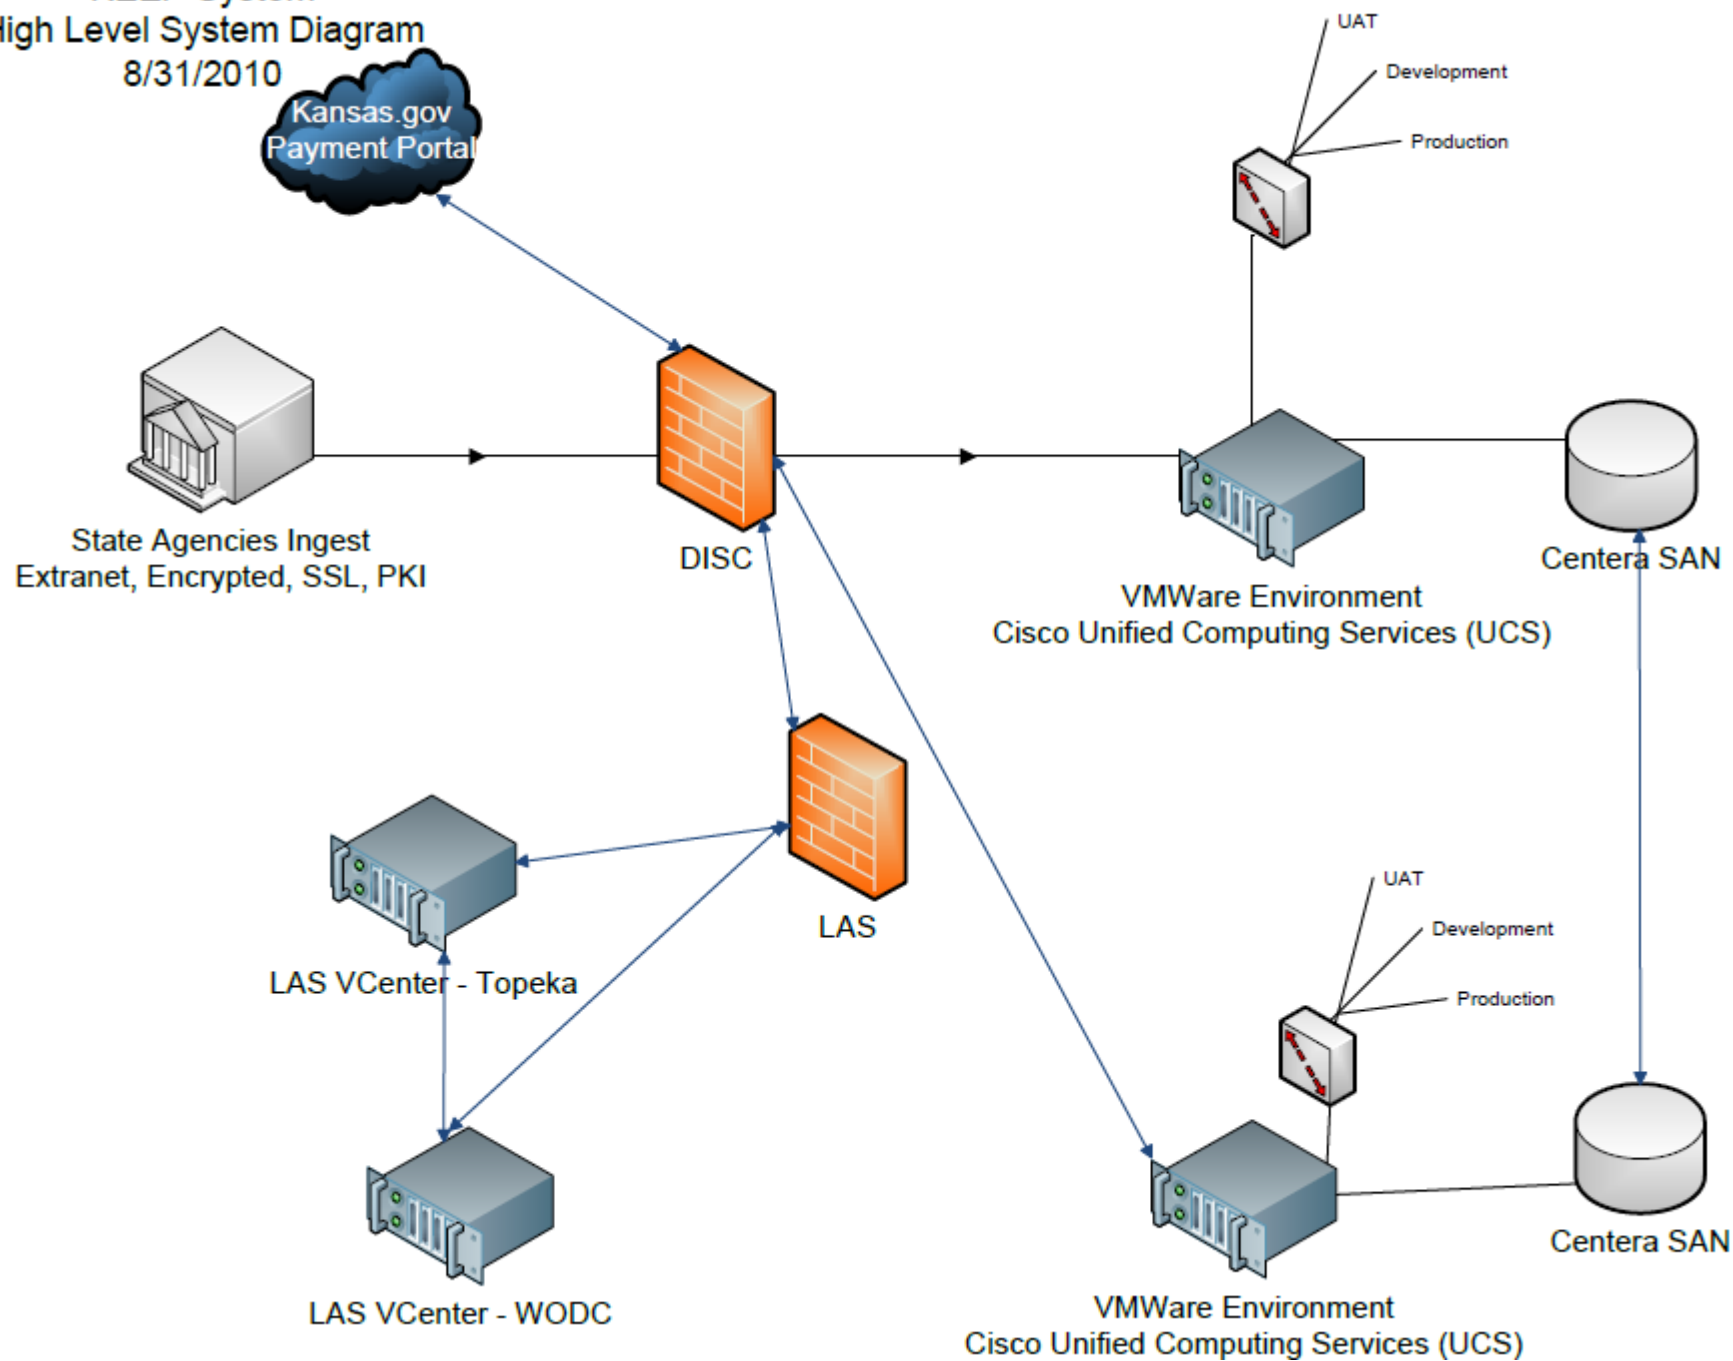 System
High Level System Diagram
8/31/2010
Kansas.gov
Payment Portal
UAT
Development
Production
State Agencies Ingest
Extranet, Encrypted, SSL, PKI
DISC
VMWare Environment
Cisco Unified Computing Services (UCS)
Centera SAN
LAS
LAS VCenter - Topeka
UAT
Development
Production
LAS VCenter - WODC
VMWare Environment
Cisco Unified Computing Services (UCS)
Centera SAN